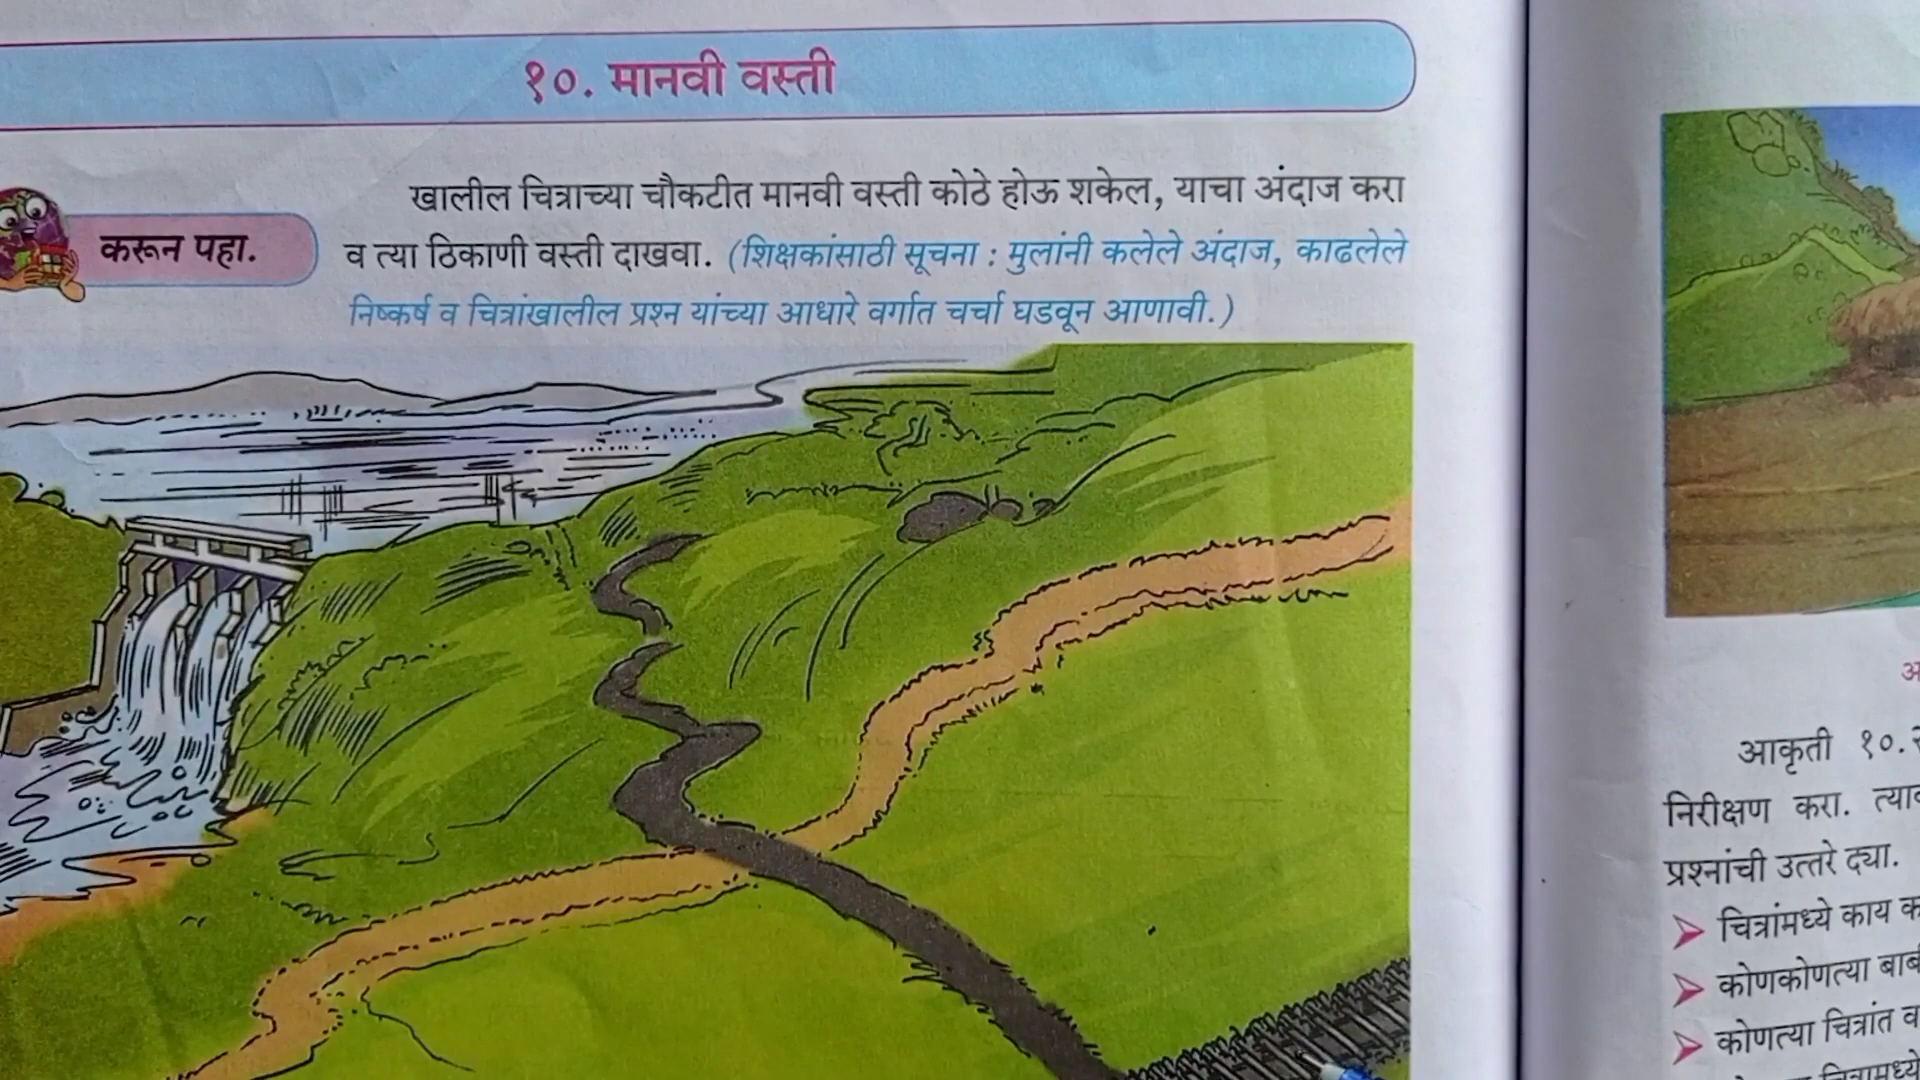 १०. मानवी वस्ती
करून पहा.
खालील चित्राच्या चौकटीत मानवी वस्ती कोठे होऊ शकेल, याचा अंदाज करा
व त्या ठिकाणी वस्ती दाखवा. (शिक्षकांसाठी सूचना : मुलांनी कलेले अंदाज, काढलेले
निष्कर्ष व चित्रांखालील प्रश्न यांच्या आधारे वर्गात चर्चा घडवून आणावी.)
आकृती १०.
निरीक्षण करा.
प्रश्नांची उत्तरे द्या.
चित्रांमध्ये काय
कोणकोणत्या
कोणत्या चित्रांत